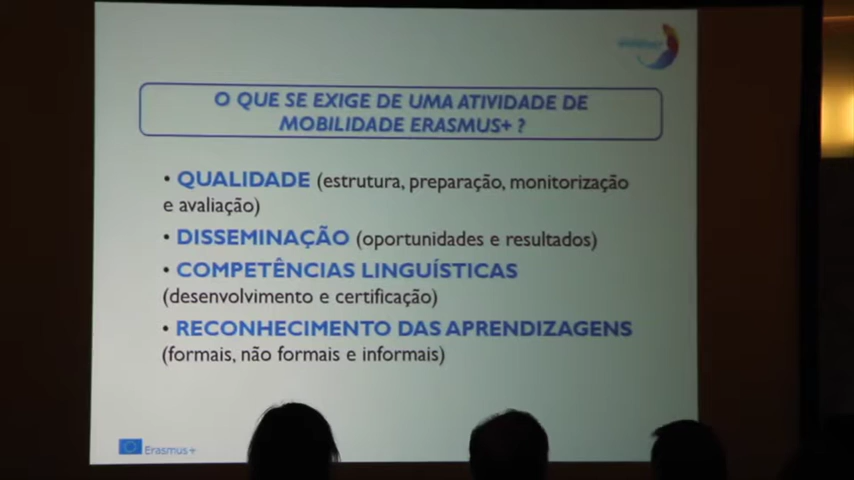 O QUE SE EXIGE DE UMA ATIVIDADE DE
MOBILIDADE ERASMUS+ ?
• QUALIDADE (estrutura, preparação, monitorização
e avaliação)
• DISSEMINAÇÃO (oportunidades e resultados)
• COMPETÊNCIAS LINGUÍSTICAS
(desenvolvimento e certificação)
• RECONHECIMENTO DAS APRENDIZAGENS
(formais, não formais e informais)
Erasmus+